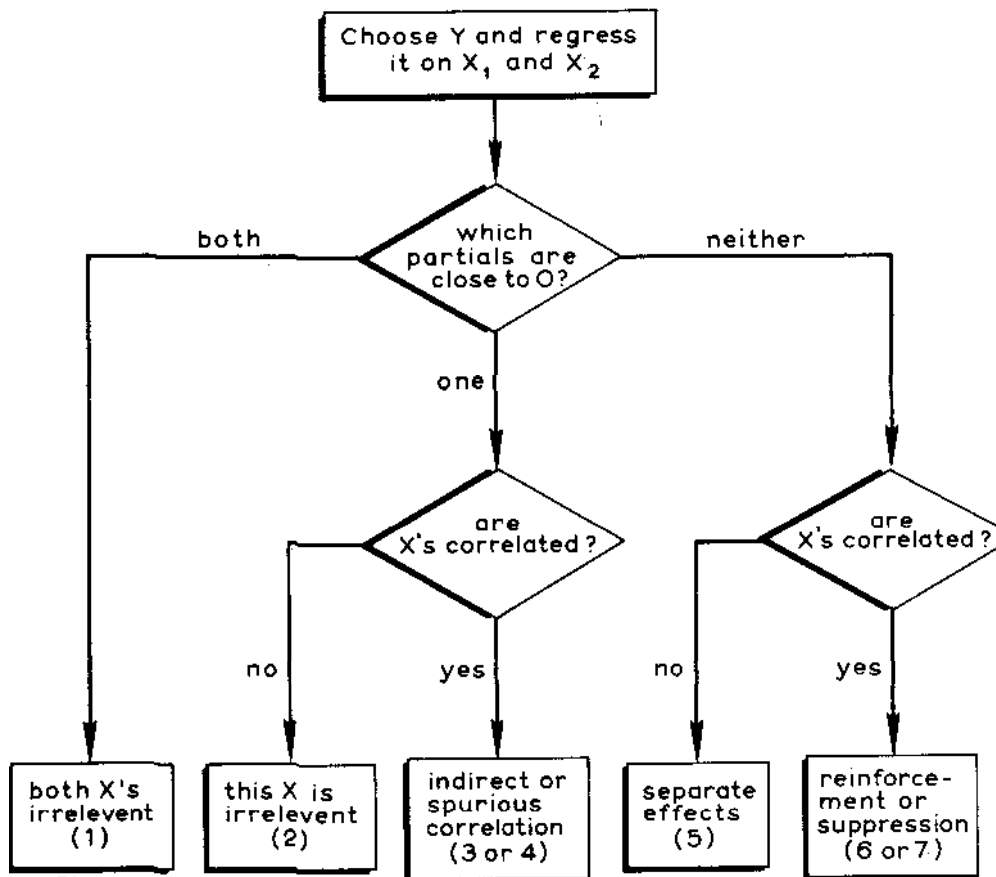 Choose Y and regress
it on X₁ and X₂
which
partials are
close to O?
both
neither
one
are
X's correlated?
are
X's correlated?
no
yes
no
yes
both X's
irrelevent
(1)
this X is
irrelevent
(2)
indirect or
spurious
correlation
(3 or 4)
separate
effects
(5)
reinforce-
ment or
suppression
(6 or 7)